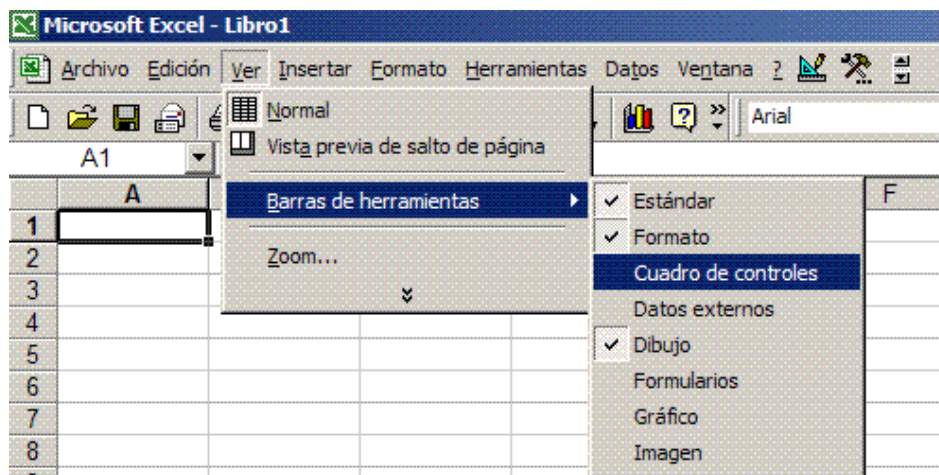 Microsoft Excel - Libro1
Archivo Edición Ver Insertar Formato Herramientas Datos Ventana ?
Arial
A1
Normal
Vista previa de salto de página
Barras de herramientas
Zoom...
Estándar
Formato
Cuadro de controles
Datos externos
Dibujo
Formularios
Gráfico
Imagen
A F
1
2
3
4
5
6
7
8